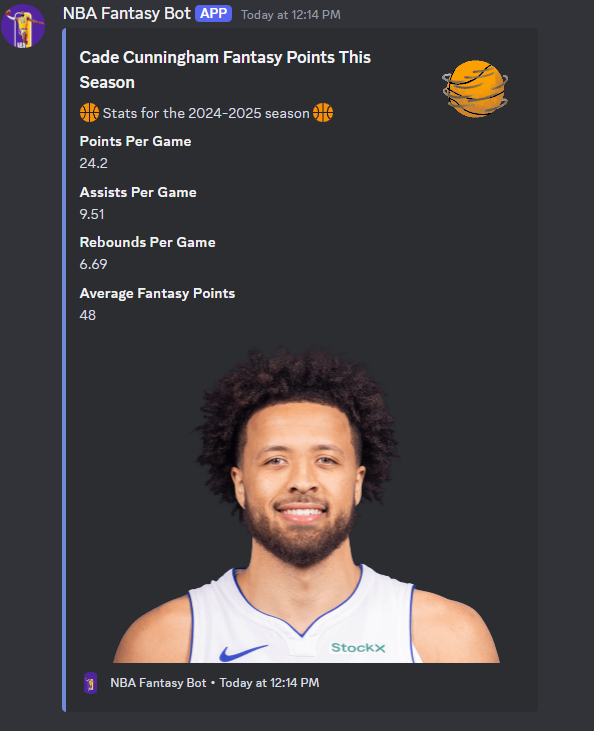 NBA Fantasy Bot APP Today at 12:14 PM
Cade Cunningham Fantasy Points This
Season
🏀 Stats for the 2024-2025 season 🏀
Points Per Game
24.2
Assists Per Game
9.51
Rebounds Per Game
6.69
Average Fantasy Points
48
StockX
NBA Fantasy Bot • Today at 12:14 PM